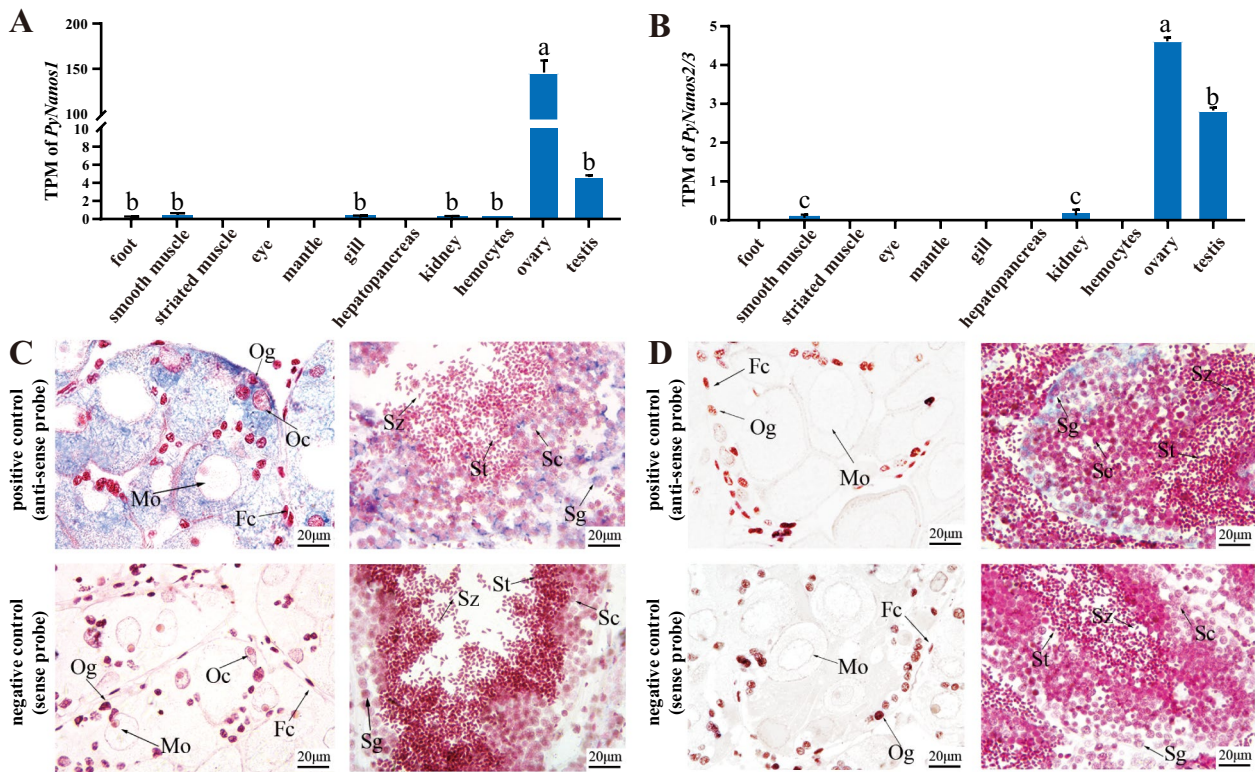 A
TPM of PyNanos1
200
150
100
10
8
6
4
2
0
b
b
b
b
b
a
b
foot
smooth muscle
striated muscle
eye
mantle
gill
hepatopancreas
kidney
hemocytes
ovary
testis
B
TPM of PyNanos2/3
5
4
3
2
1
0
c
c
a
b
foot
smooth muscle
striated muscle
eye
mantle
gill
hepatopancreas
kidney
hemocytes
ovary
testis
C
positive control
(anti-sense probe)
Og
Oc
Mo
Fc
20μm
Sz
St
Sc
Sg
20μm
negative control
(sense probe)
Og
Oc
Mo
Fc
20μm
St
Sz
Sc
Sg
20μm
D
positive control
(anti-sense probe)
Fc
Og
Mo
20μm
Sz
Sg
St
Sc
20μm
negative control
(sense probe)
Fc
Mo
Og
20μm
Sz
Sc
St
Sg
20μm